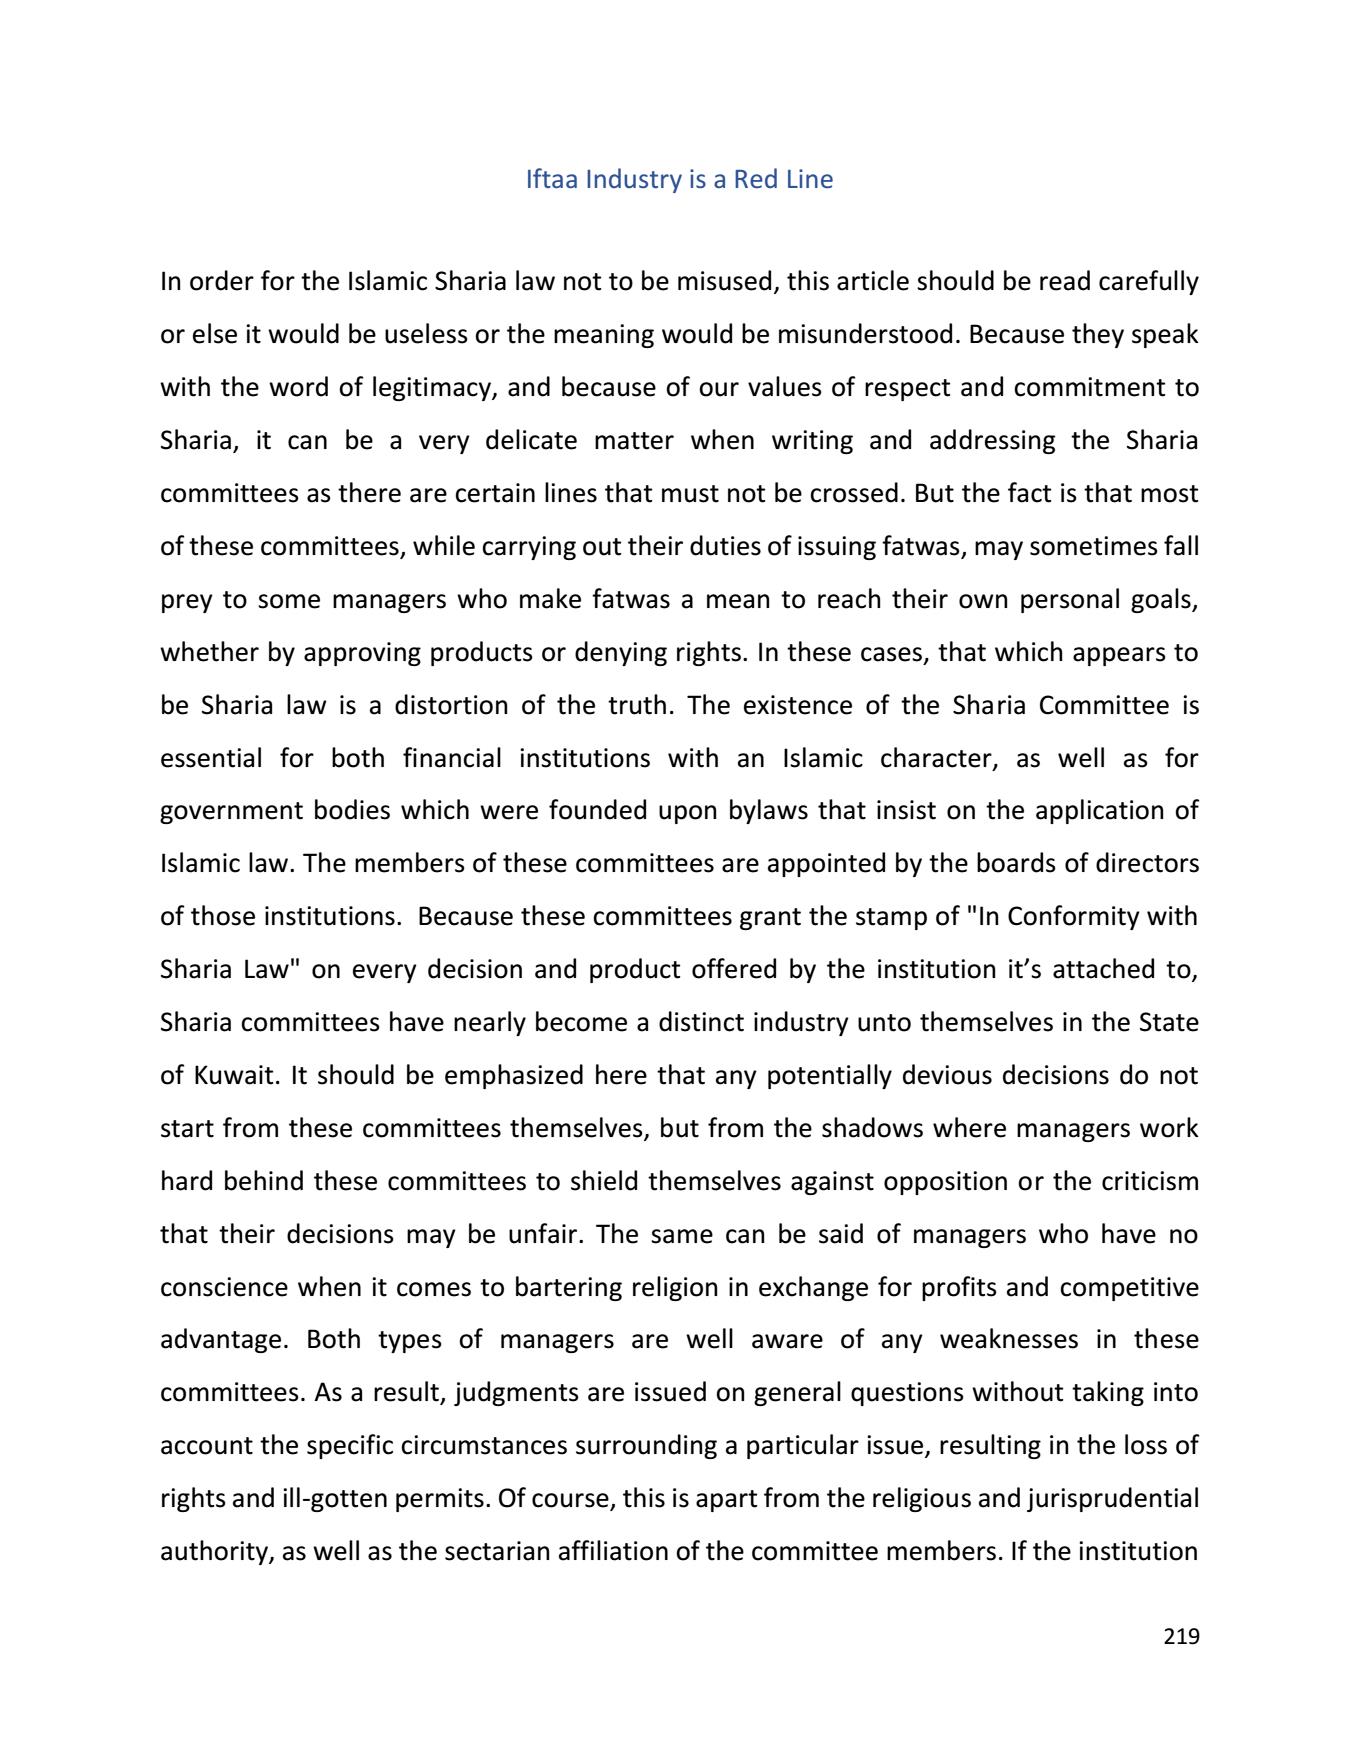 Iftaa Industry is a Red Line
In order for the Islamic Sharia law not to be misused, this article should be read carefully
or else it would be useless or the meaning would be misunderstood. Because they speak
with the word of legitimacy, and because of our values of respect and commitment to
Sharia, it can be a very delicate matter when writing and addressing the Sharia
committees as there are certain lines that must not be crossed. But the fact is that most
of these committees, while carrying out their duties of issuing fatwas, may sometimes fall
prey to some managers who make fatwas a mean to reach their own personal goals,
whether by approving products or denying rights. In these cases, that which appears to
be Sharia law is a distortion of the truth. The existence of the Sharia Committee is
essential for both financial institutions with an Islamic character, as well as for
government bodies which were founded upon bylaws that insist on the application of
Islamic law. The members of these committees are appointed by the boards of directors
of those institutions.  Because these committees grant the stamp of "In Conformity with
Sharia Law" on every decision and product offered by the institution it’s attached to,
Sharia committees have nearly become a distinct industry unto themselves in the State
of Kuwait. It should be emphasized here that any potentially devious decisions do not
start from these committees themselves, but from the shadows where managers work
hard behind these committees to shield themselves against opposition or the criticism
that their decisions may be unfair. The same can be said of managers who have no
conscience when it comes to bartering religion in exchange for profits and competitive
advantage. Both types of managers are well aware of any weaknesses in these
committees. As a result, judgments are issued on general questions without taking into
account the specific circumstances surrounding a particular issue, resulting in the loss of
rights and ill-gotten permits. Of course, this is apart from the religious and jurisprudential
authority, as well as the sectarian affiliation of the committee members. If the institution
219